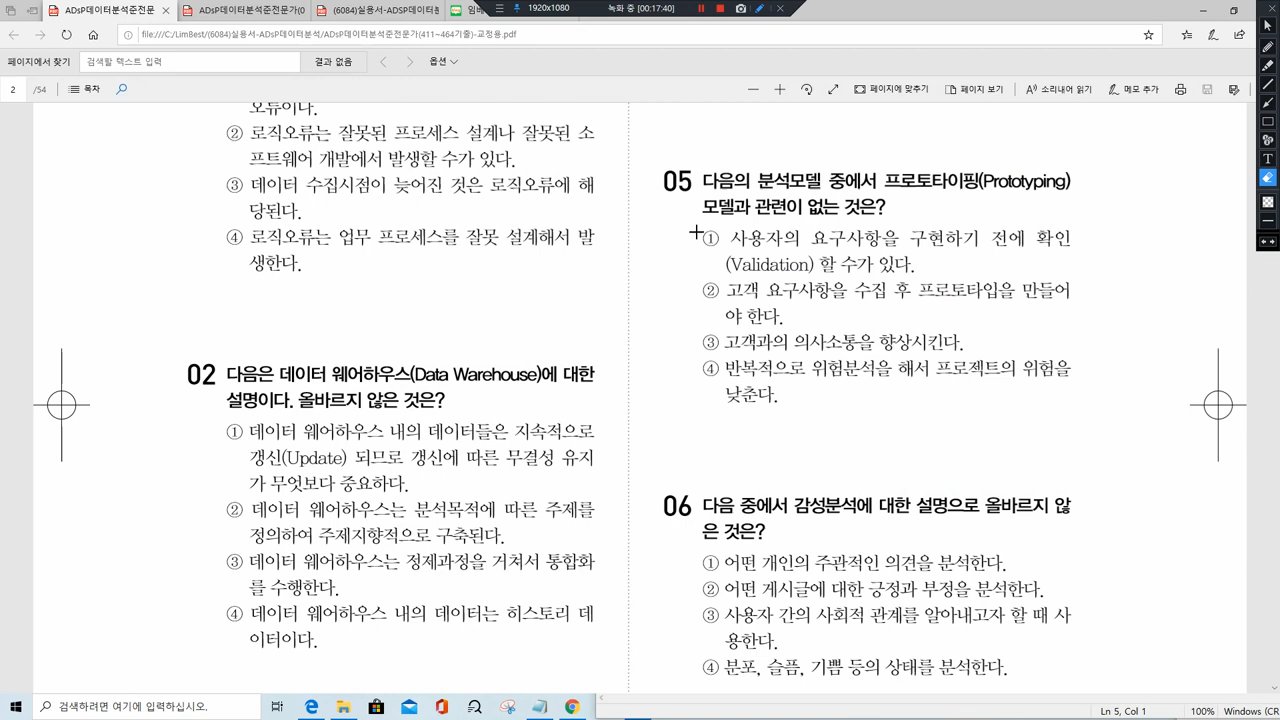 ADsP데이터분석준전문
ADsP데이터분석준전문가(0
(6084)실용서-ADsP데이터분
임베
1920x1080
녹화 중 [00:17:40]
file:///C:/LimBest/(6084)실용서-ADsP데이터분석/ADsP데이터분석준전문가(411~464기출)-교정용.pdf
페이지에서 찾기
검색할 텍스트 입력
결과 없음
옵션
2 /54
목차
페이지에 맞추기
페이지 보기
소리내어 읽기
메모 추가
오류이다.
② 로직오류는 잘못된 프로세스 설계나 잘못된 소
프트웨어 개발에서 발생할 수가 있다.
③ 데이터 수집시점이 늦어진 것은 로직오류에 해
당된다.
④ 로직오류는 업무 프로세스를 잘못 설계해서 발
생한다.
02 다음은 데이터 웨어하우스(Data Warehouse)에 대한
설명이다. 올바르지 않은 것은?
① 데이터 웨어하우스 내의 데이터들은 지속적으로
갱신(Update) 되므로 갱신에 따른 무결성 유지
가 무엇보다 중요하다.
② 데이터 웨어하우스는 분석목적에 따른 주제를
정의하여 주제지향적으로 구축된다.
③ 데이터 웨어하우스는 정제과정을 거쳐서 통합화
를 수행한다.
④ 데이터 웨어하우스 내의 데이터는 히스토리 데
이터이다.
05 다음의 분석모델 중에서 프로토타이핑(Prototyping)
모델과 관련이 없는 것은?
① 사용자의 요구사항을 구현하기 전에 확인
(Validation) 할 수가 있다.
② 고객 요구사항을 수집 후 프로토타입을 만들어
야 한다.
③ 고객과의 의사소통을 향상시킨다.
④ 반복적으로 위험분석을 해서 프로젝트의 위험을
낮춘다.
06 다음 중에서 감성분석에 대한 설명으로 올바르지 않
은 것은?
① 어떤 개인의 주관적인 의견을 분석한다.
② 어떤 게시글에 대한 긍정과 부정을 분석한다.
③ 사용자 간의 사회적 관계를 알아내고자 할 때 사
용한다.
④ 분포, 슬픔, 기쁨 등의 상태를 분석한다.
검색하려면 여기에 입력하십시오.
Ln 5, Col 1
100%
Windows (CR